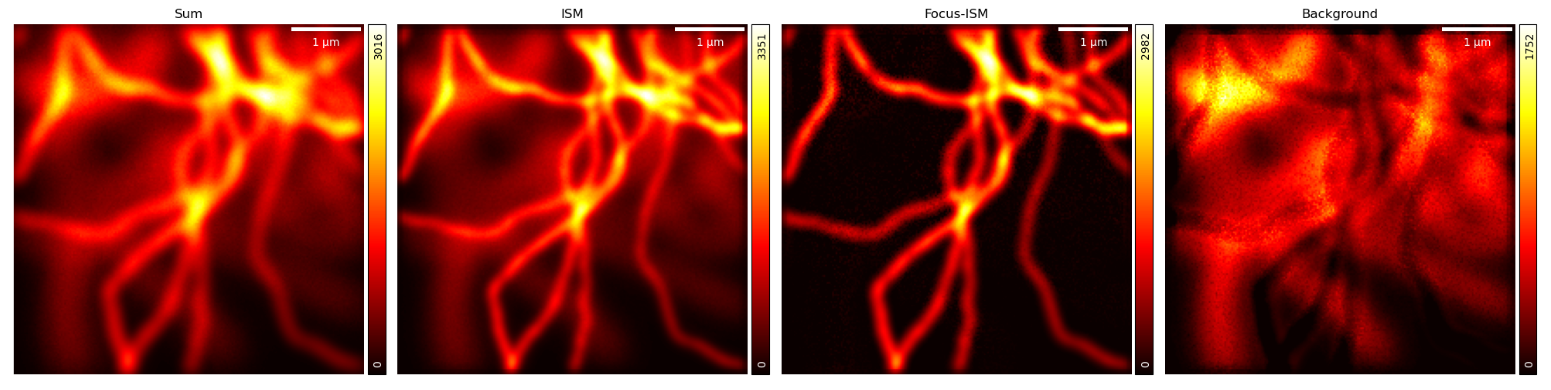 Sum
1 µm
3016
0
ISM
1 µm
3351
0
Focus-ISM
1 µm
2982
0
Background
1 µm
1752
0